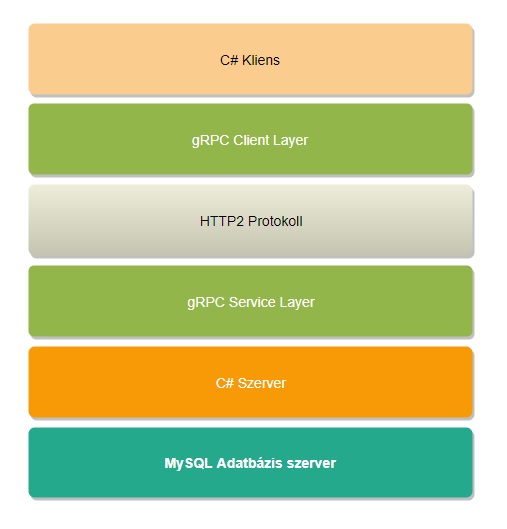 C# Kliens
gRPC Client Layer
HTTP2 Protokoll
gRPC Service Layer
C# Szerver
MySQL Adatbázis szerver